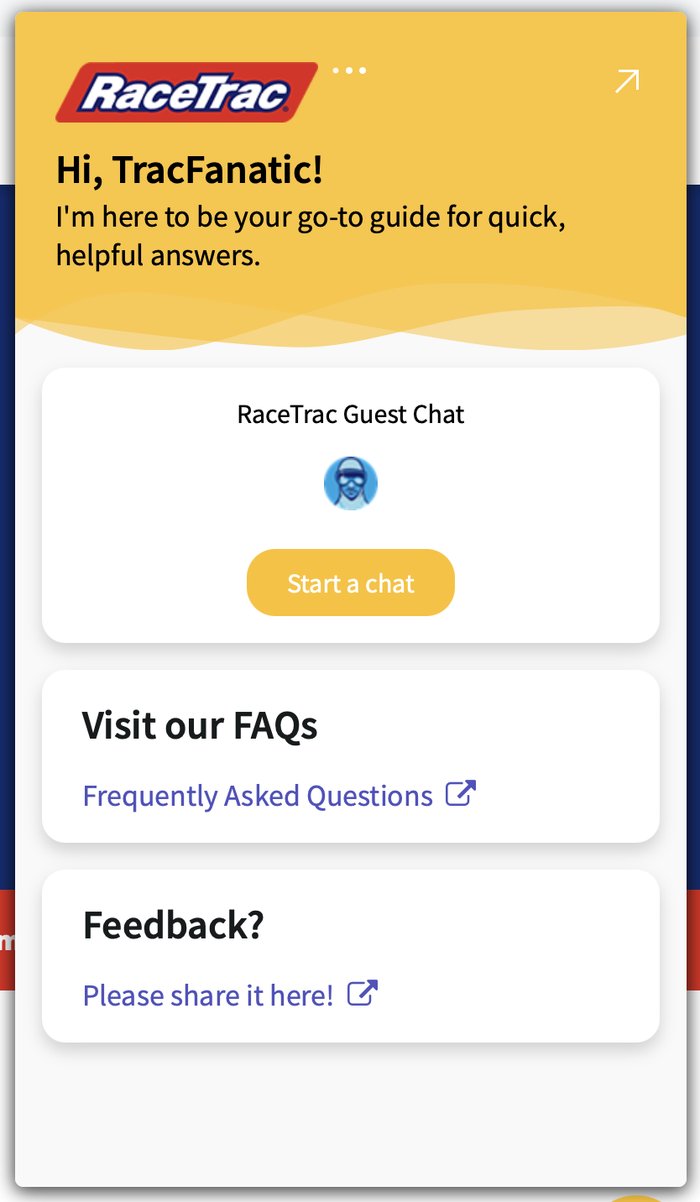 RaceTrac
Hi, TracFanatic!
I'm here to be your go-to guide for quick,
helpful answers.
RaceTrac Guest Chat
Start a chat
Visit our FAQs
Frequently Asked Questions
Feedback?
Please share it here!